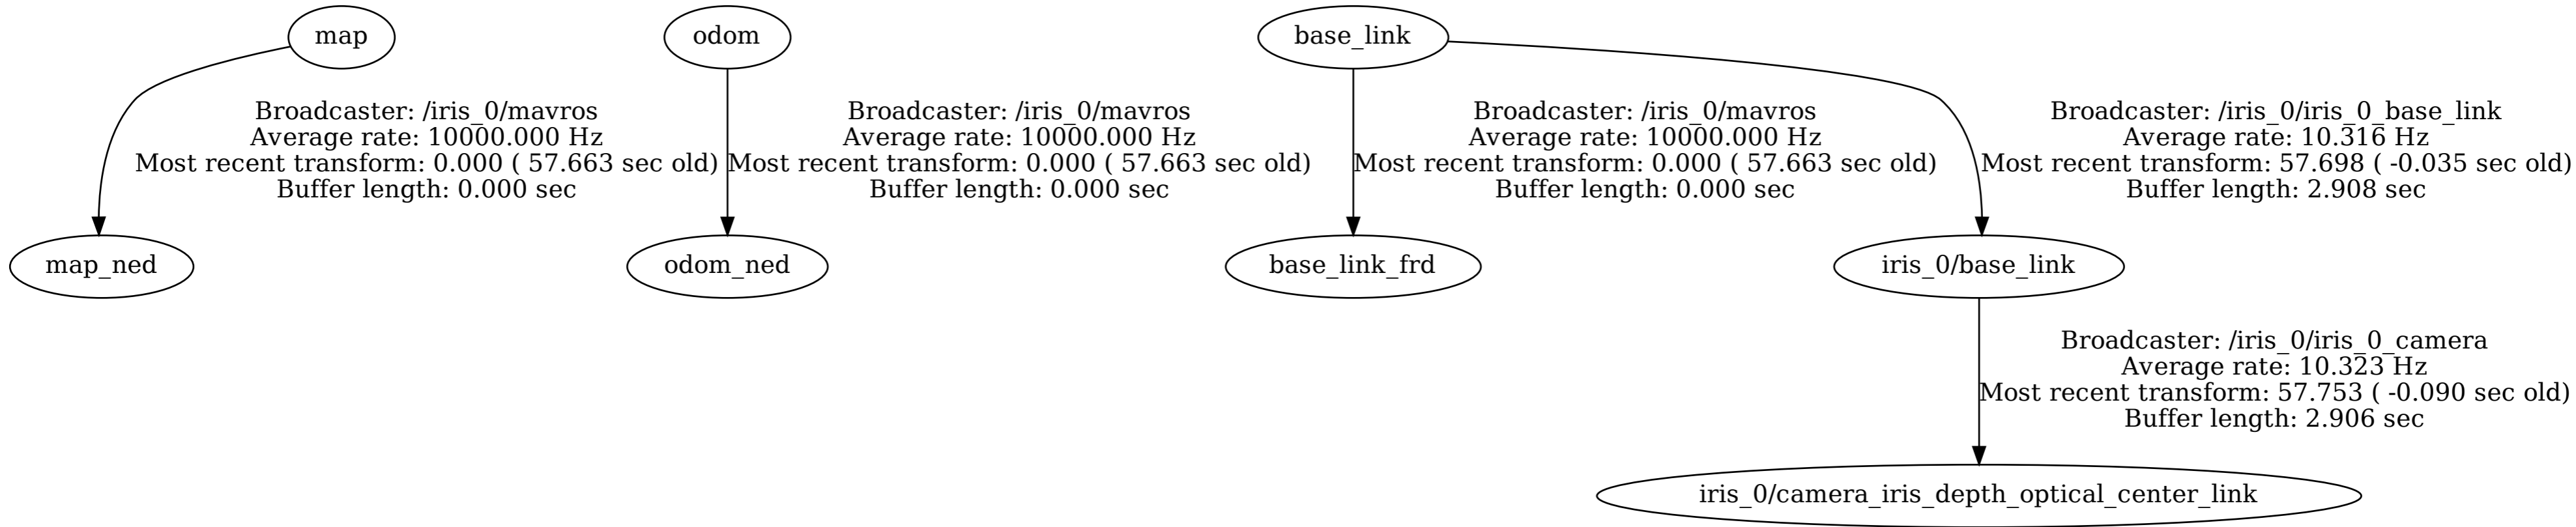 map
odom
base_link
Broadcaster: /iris_0/mavros
Average rate: 10000.000 Hz
Most recent transform: 0.000 ( 57.663 sec old)
Buffer length: 0.000 sec
Broadcaster: /iris_0/mavros
Average rate: 10000.000 Hz
Most recent transform: 0.000 ( 57.663 sec old)
Buffer length: 0.000 sec
Broadcaster: /iris_0/mavros
Average rate: 10000.000 Hz
Most recent transform: 0.000 ( 57.663 sec old)
Buffer length: 0.000 sec
Broadcaster: /iris_0/iris_0_base_link
Average rate: 10.316 Hz
Most recent transform: 57.698 ( -0.035 sec old)
Buffer length: 2.908 sec
map_ned
odom_ned
base_link_frd
iris_0/base_link
Broadcaster: /iris_0/iris_0_camera
Average rate: 10.323 Hz
Most recent transform: 57.753 ( -0.090 sec old)
Buffer length: 2.906 sec
iris_0/camera_iris_depth_optical_center_link